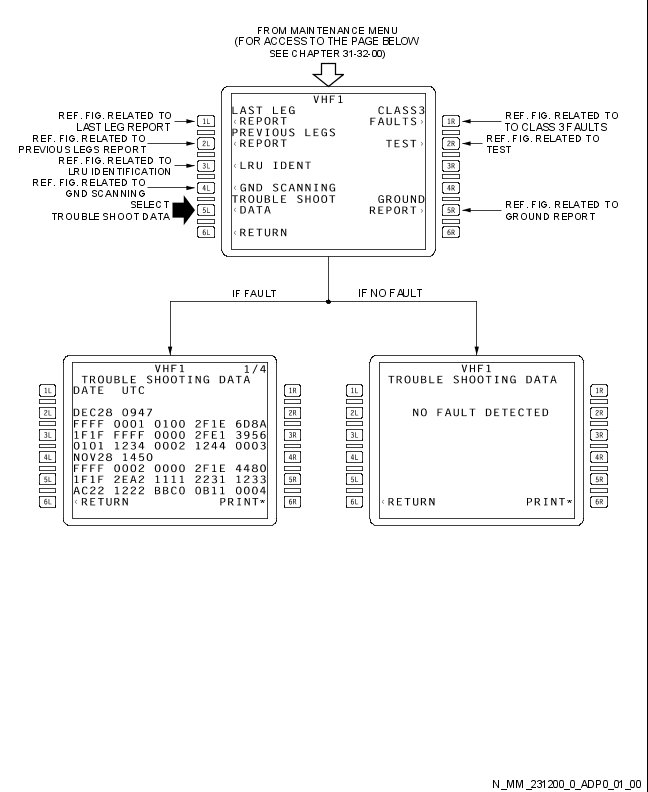 FROM MAINTENANCE MENU
(FOR ACCESS TO THE PAGE BELOW
SEE CHAPTER 31-32-00)
VHF1
LAST LEG CLASS3
‹REPORT FAULTS›
PREVIOUS LEGS
‹REPORT TEST›
‹LRU IDENT
‹GND SCANNING
TROUBLE SHOOT GROUND
‹DATA REPORT›
‹RETURN
REF. FIG. RELATED TO
LAST LEG REPORT
REF. FIG. RELATED TO
PREVIOUS LEGS REPORT
REF. FIG. RELATED TO
LRU IDENTIFICATION
REF. FIG. RELATED TO
GND SCANNING
SELECT
TROUBLE SHOOT DATA
1L
2L
3L
4L
5L
6L
1R
2R
3R
4R
5R
6R
REF. FIG. RELATED TO
TO CLASS 3 FAULTS
REF. FIG. RELATED TO
TEST
REF. FIG. RELATED TO
GROUND REPORT
IF FAULT
IF NO FAULT
VHF1 1/4
TROUBLE SHOOTING DATA
DATE UTC
DEC28 0947
FFFF 0001 0100 2F1E 6D8A
1F1F FFFF 0000 2FE1 3956
0101 1234 0002 1244 0003
NOV28 1450
FFFF 0002 0000 2F1E 4480
1F1F 2EA2 1111 2231 1233
AC22 1222 BBC0 0B11 0004
‹RETURN PRINT*
1L
2L
3L
4L
5L
6L
1R
2R
3R
4R
5R
6R
VHF1
TROUBLE SHOOTING DATA
NO FAULT DETECTED
‹RETURN PRINT*
1L
2L
3L
4L
5L
6L
1R
2R
3R
4R
5R
6R
N_MM_231200_0_ADP0_01_00